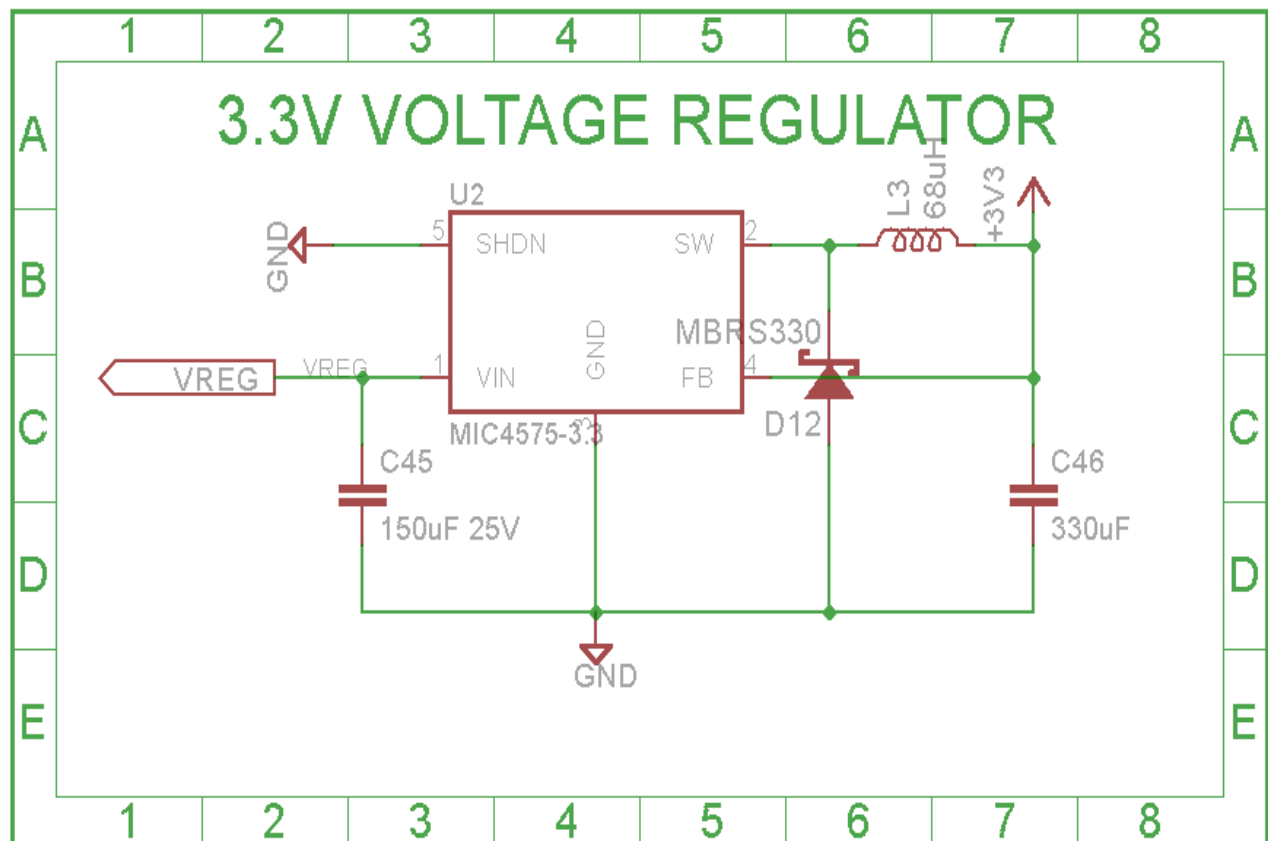 1 2 3 4 5 6 7 8
A A
3.3V VOLTAGE REGULATOR
U2
L3
68uH
+3V3
B B
GND
5
SHDN
SW
2
GND
MBRS330
VREG
VREG
1
VIN
FB
4
C C
MIC4575-3.3
3
D12
C45
150uF 25V
C46
330uF
D D
GND
E E
1 2 3 4 5 6 7 8